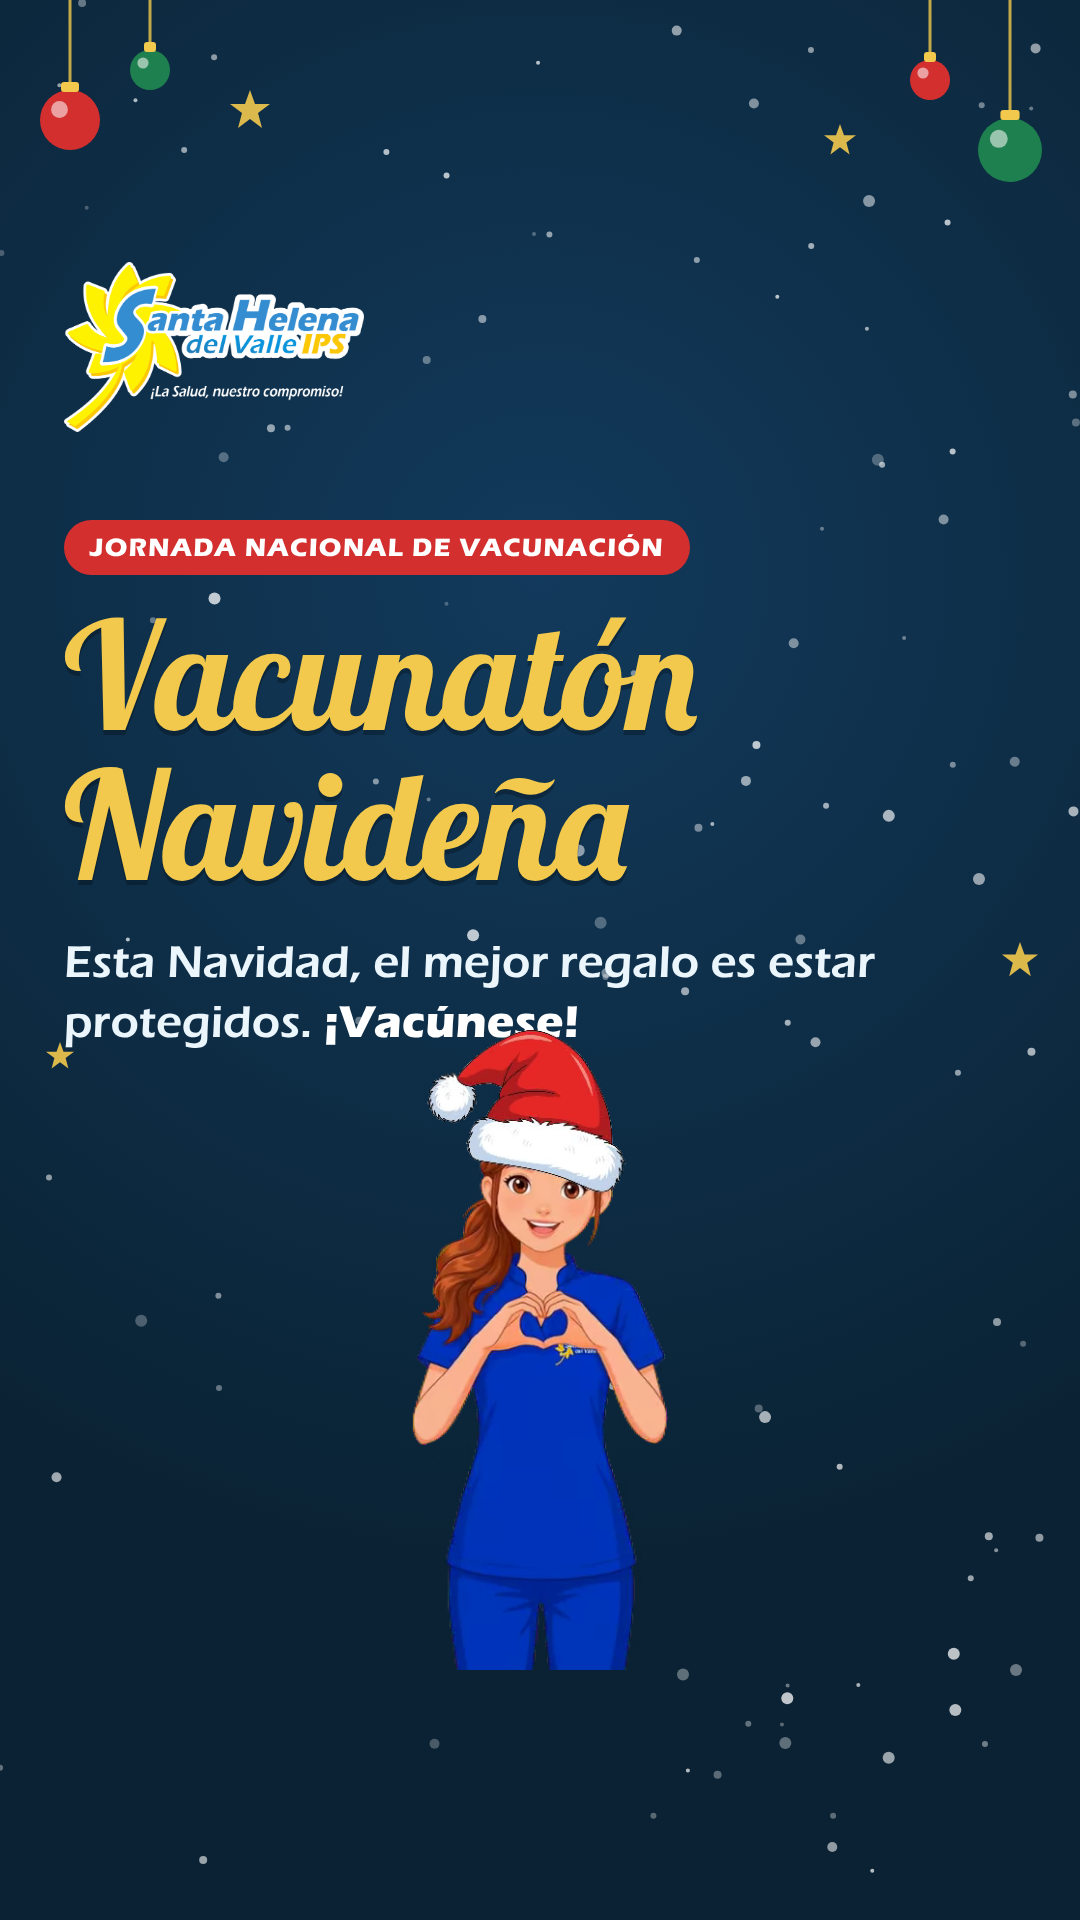 Santa Helena
del Valle IPS
¡La Salud, nuestro compromiso!
JORNADA NACIONAL DE VACUNACIÓN
Vacunatón
Navideña
Esta Navidad, el mejor regalo es estar
protegidos. ¡Vacúnese!